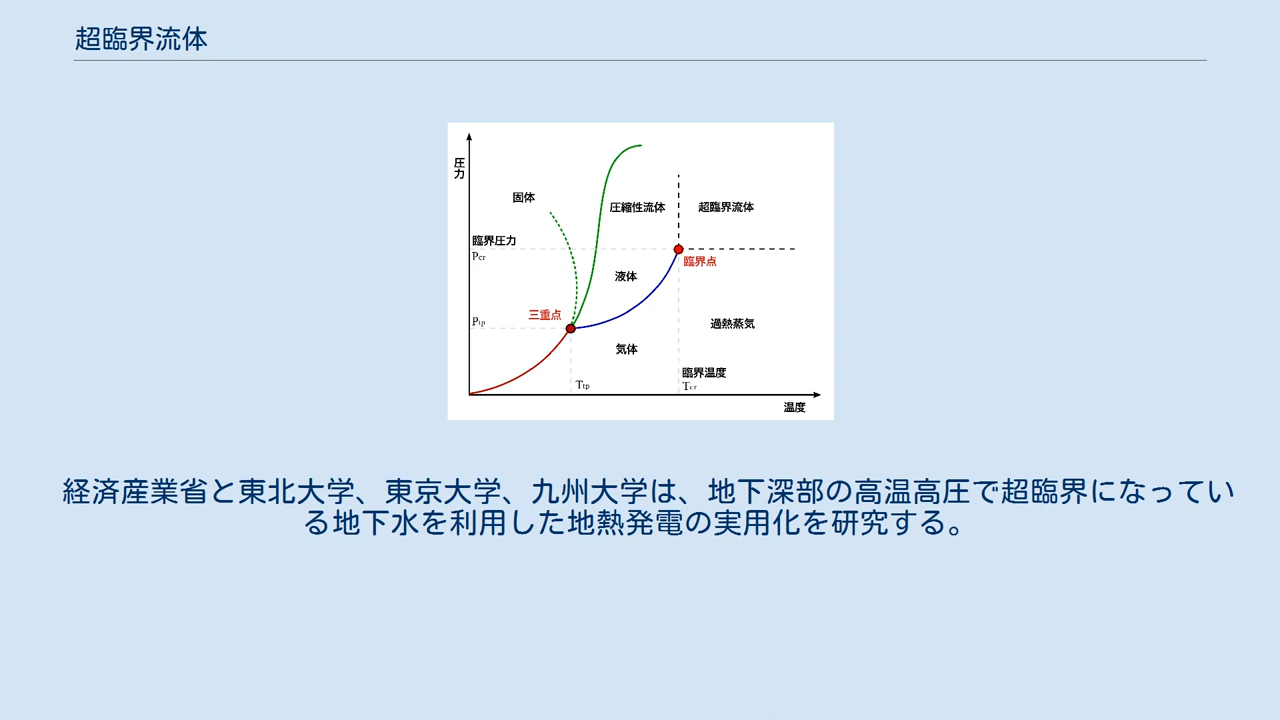 超臨界流体
圧力
固体
圧縮性流体
超臨界流体
臨界圧力
Pcr
臨界点
液体
三重点
Ptp
過熱蒸気
気体
臨界温度
Ttp
Tcr
温度
経済産業省と東北大学、東京大学、九州大学は、地下深部の高温高圧で超臨界になってい
る地下水を利用した地熱発電の実用化を研究する。